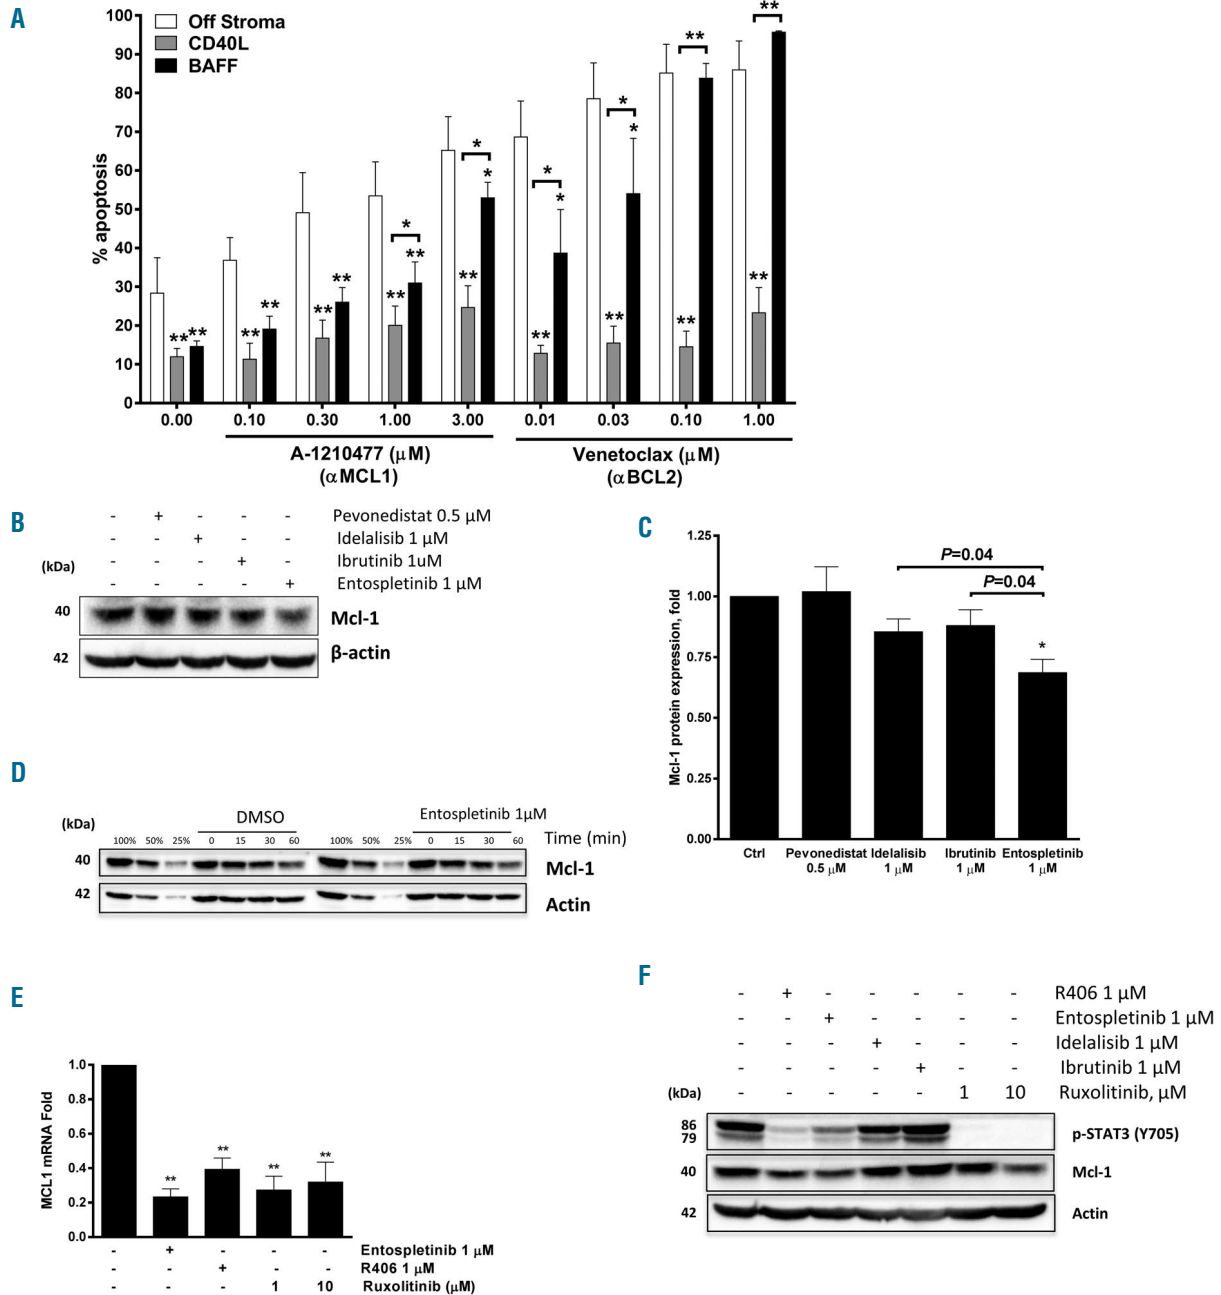 A
100
90
80
70
60
50
40
30
20
10
0
% apoptosis
Off Stroma
CD40L
BAFF
** ** ** ** ** ** ** ** * ** * ** * * ** * * ** ** ** ** **
0.00 0.10 0.30 1.00 3.00 0.01 0.03 0.10 1.00
A-1210477 (μM)
(αMCL1)
Venetoclax (μM)
(αBCL2)
B
- + - - - Pevonedistat 0.5 μM
- - + - - Idelalisib 1 μM
- - - + - Ibrutinib 1uM
- - - - + Entospletinib 1 μM
(kDa)
40 Mcl-1
42 β-actin
C
1.25
1.00
0.75
0.50
0.25
0.00
Mcl-1 protein expression, fold
P=0.04
P=0.04
*
Ctrl Pevonedistat Idelalisib Ibrutinib Entospletinib
0.5 μM 1 μM 1 μM 1 μM
D
DMSO Entospletinib 1μM
(kDa)
100% 50% 25% 0 15 30 60 100% 50% 25% 0 15 30 60 Time (min)
40 Mcl-1
42 Actin
E
1.0
0.8
0.6
0.4
0.2
0.0
MCL1 mRNA Fold
** ** ** **
- + - - - Entospletinib 1 μM
- - + - - R406 1 μM
- - - 1 10 Ruxolitinib (μM)
F
- + - - - - - R406 1 μM
- - + - - - - Entospletinib 1 μM
- - - + - - - Idelalisib 1 μM
- - - - + - - Ibrutinib 1 μM
(kDa) - - - - - 1 10 Ruxolitinib, μM
86
79 p-STAT3 (Y705)
40 Mcl-1
42 Actin